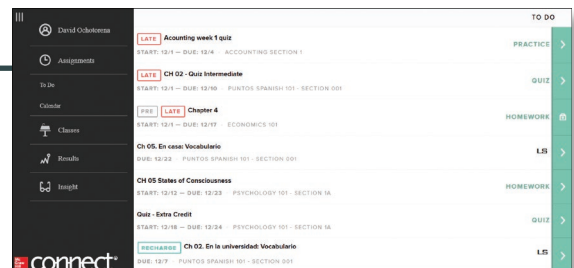 TO DO
David Ochotorena
Assignments
To Do
Calendar
Classes
Results
Insight
Mc Graw Hill connect®
LATE Acounting week 1 quiz
START: 12/1 — DUE: 12/4 · ACCOUNTING SECTION 1
PRACTICE
LATE CH 02 - Quiz Intermediate
START: 12/1 — DUE: 12/10 · PUNTOS SPANISH 101 - SECTION 001
QUIZ
PRE LATE Chapter 4
START: 12/1 — DUE: 12/17 · ECONOMICS 101
HOMEWORK
Ch 05. En casa: Vocabulario
DUE: 12/22 · PUNTOS SPANISH 101 - SECTION 001
LS
CH 05 States of Consciousness
START: 12/12 — DUE: 12/23 · PSYCHOLOGY 101 - SECTION 1A
HOMEWORK
Quiz - Extra Credit
START: 12/18 — DUE: 12/24 · PSYCHOLOGY 101 - SECTION 1A
QUIZ
RECHARGE Ch 02. En la universidad: Vocabulario
DUE: 12/7 · PUNTOS SPANISH 101 - SECTION 001
LS